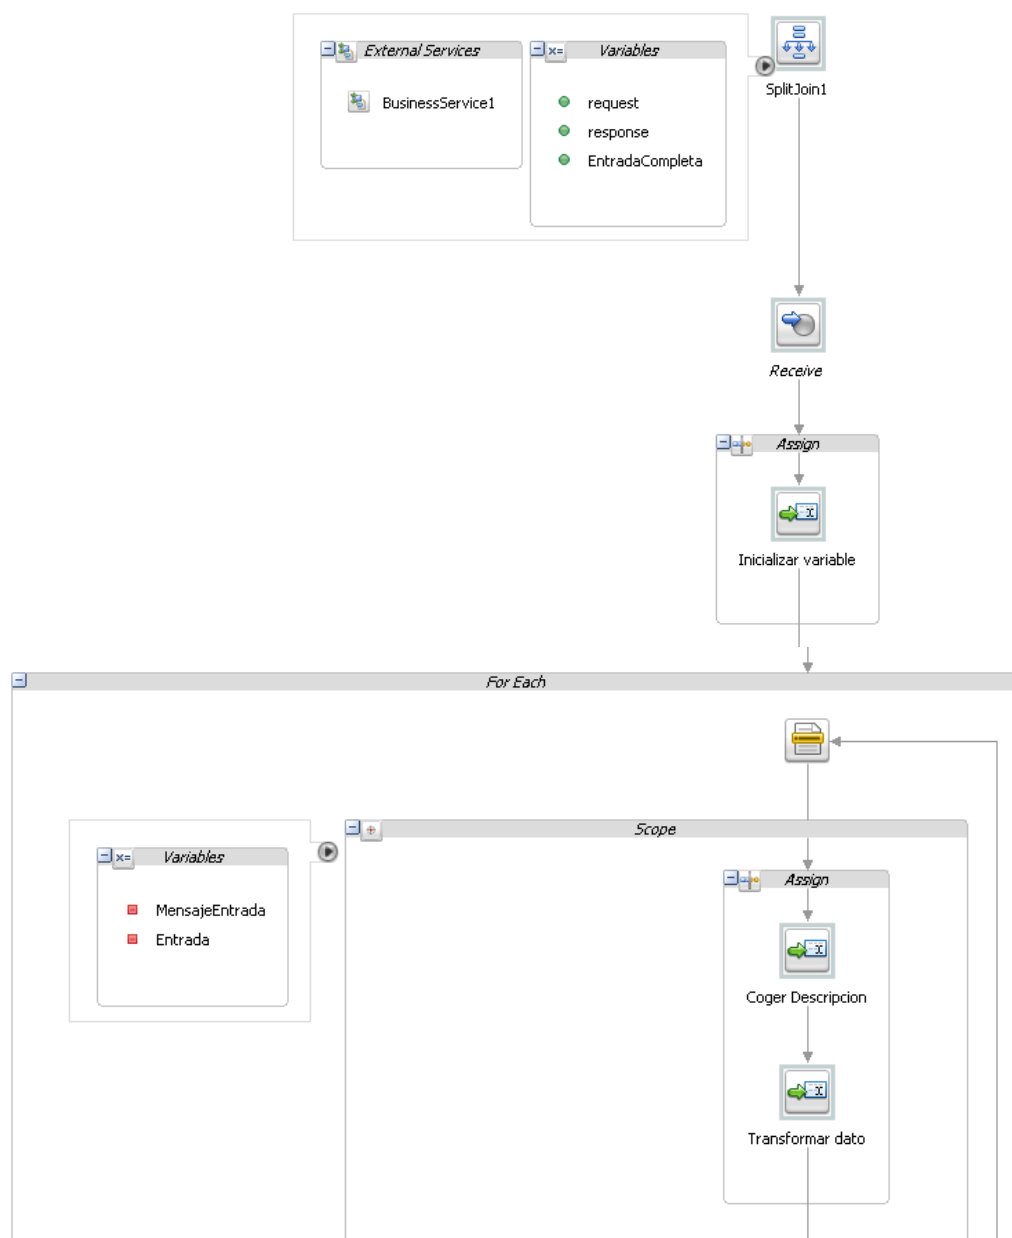 External Services
Variables
BusinessService1
request
response
EntradaCompleta
SplitJoin1
Receive
Assign
Inicializar variable
For Each
Scope
Variables
MensajeEntrada
Entrada
Assign
Coger Descripcion
Transformar dato